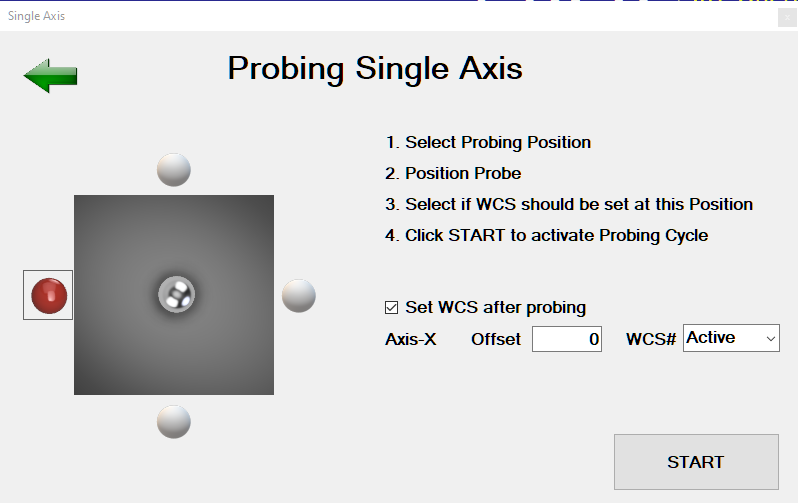 Single Axis
Probing Single Axis
1. Select Probing Position
2. Position Probe
3. Select if WCS should be set at this Position
4. Click START to activate Probing Cycle
Set WCS after probing
Axis-X Offset 0 WCS# Active
START